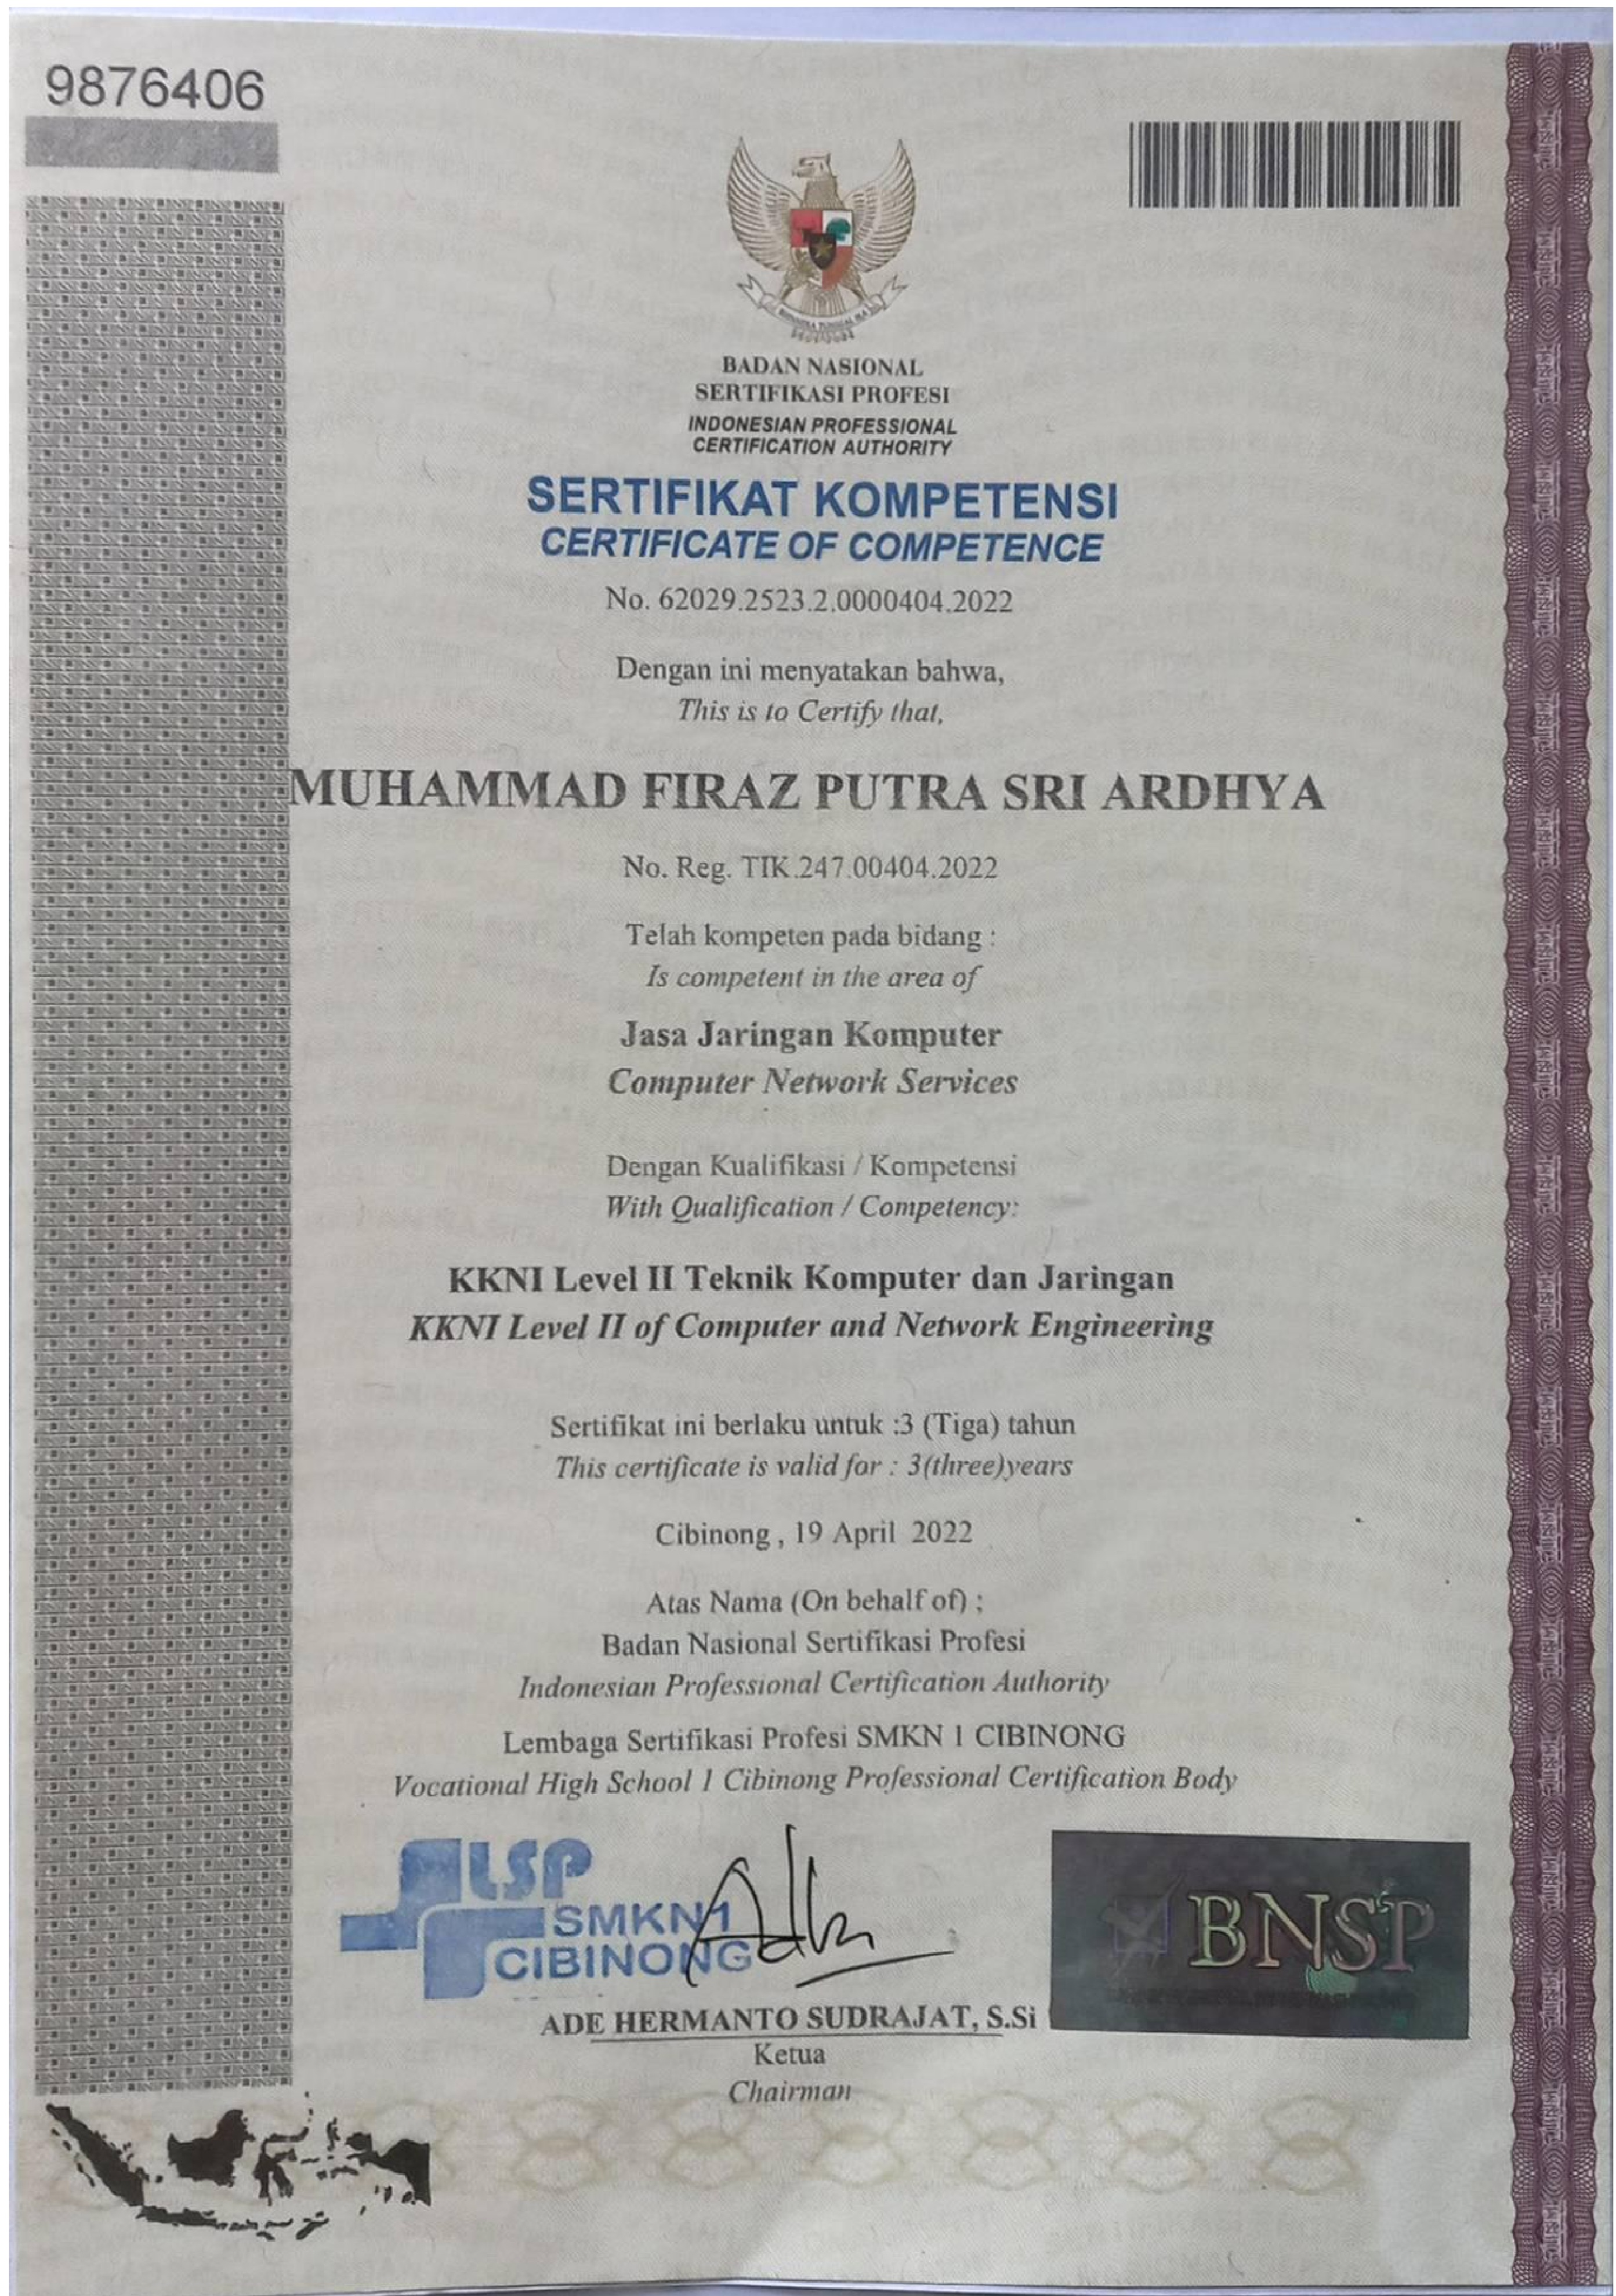 9876406
BADAN NASIONAL
SERTIFIKASI PROFESI
INDONESIAN PROFESSIONAL
CERTIFICATION AUTHORITY
SERTIFIKAT KOMPETENSI
CERTIFICATE OF COMPETENCE
No. 62029.2523.2.0000404.2022
Dengan ini menyatakan bahwa,
This is to Certify that,
MUHAMMAD FIRAZ PUTRA SRI ARDHYA
No. Reg. TIK.247.00404.2022
Telah kompeten pada bidang :
Is competent in the area of
Jasa Jaringan Komputer
Computer Network Services
Dengan Kualifikasi / Kompetensi
With Qualification / Competency:
KKNI Level II Teknik Komputer dan Jaringan
KKNI Level II of Computer and Network Engineering
Sertifikat ini berlaku untuk :3 (Tiga) tahun
This certificate is valid for : 3(three)years
Cibinong , 19 April 2022
Atas Nama (On behalf of) :
Badan Nasional Sertifikasi Profesi
Indonesian Professional Certification Authority
Lembaga Sertifikasi Profesi SMKN 1 CIBINONG
Vocational High School 1 Cibinong Professional Certification Body
LSP
SMKN1
CIBINONG
BNSP
ADE HERMANTO SUDRAJAT, S.Si
Ketua
Chairman